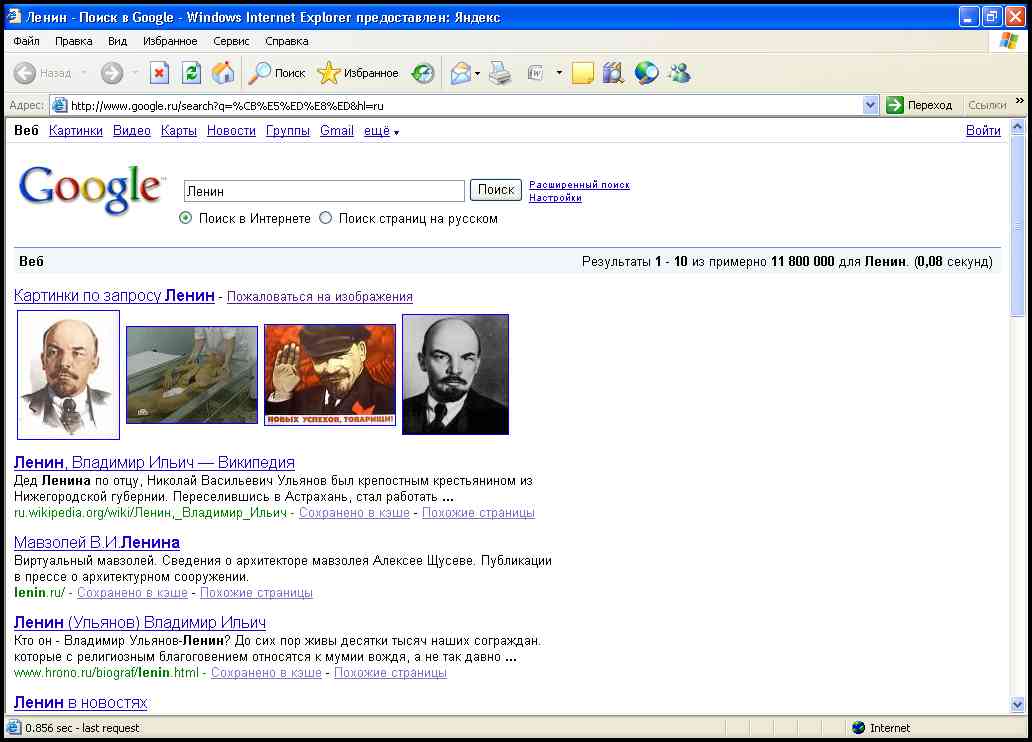 Ленин - Поиск в Google - Windows Internet Explorer предоставлен: Яндекс
Файл Правка Вид Избранное Сервис Справка
Назад Поиск Избранное
Адрес: http://www.google.ru/search?q=%CB%E5%ED%E8%ED&hl=ru Переход Ссылки »
Веб Картинки Видео Карты Новости Группы Gmail ещё ▼ Войти
Google™ Ленин Поиск Расширенный поиск
Настройки
Поиск в Интернете Поиск страниц на русском
Веб Результаты 1 - 10 из примерно 11 800 000 для Ленин. (0,08 секунд)
Картинки по запросу Ленин - Пожаловаться на изображения
НОВЫХ УСПЕХОВ, ТОВАРИЩИ!
Ленин, Владимир Ильич — Википедия
Дед Ленина по отцу, Николай Васильевич Ульянов был крепостным крестьянином из
Нижегородской губернии. Переселившись в Астрахань, стал работать ...
ru.wikipedia.org/wiki/Ленин,_Владимир_Ильич - Сохранено в кэше - Похожие страницы
Мавзолей В.И.Ленина
Виртуальный мавзолей. Сведения о архитекторе мавзолея Алексее Щусеве. Публикации
в прессе о архитектурном сооружении.
lenin.ru/ - Сохранено в кэше - Похожие страницы
Ленин (Ульянов) Владимир Ильич
Кто он - Владимир Ульянов-Ленин? До сих пор живы десятки тысяч наших сограждан.
которые с религиозным благоговением относятся к мумии вождя, а не так давно ...
www.hrono.ru/biograf/lenin.html - Сохранено в кэше - Похожие страницы
Ленин в новостях
0.856 sec - last request Internet